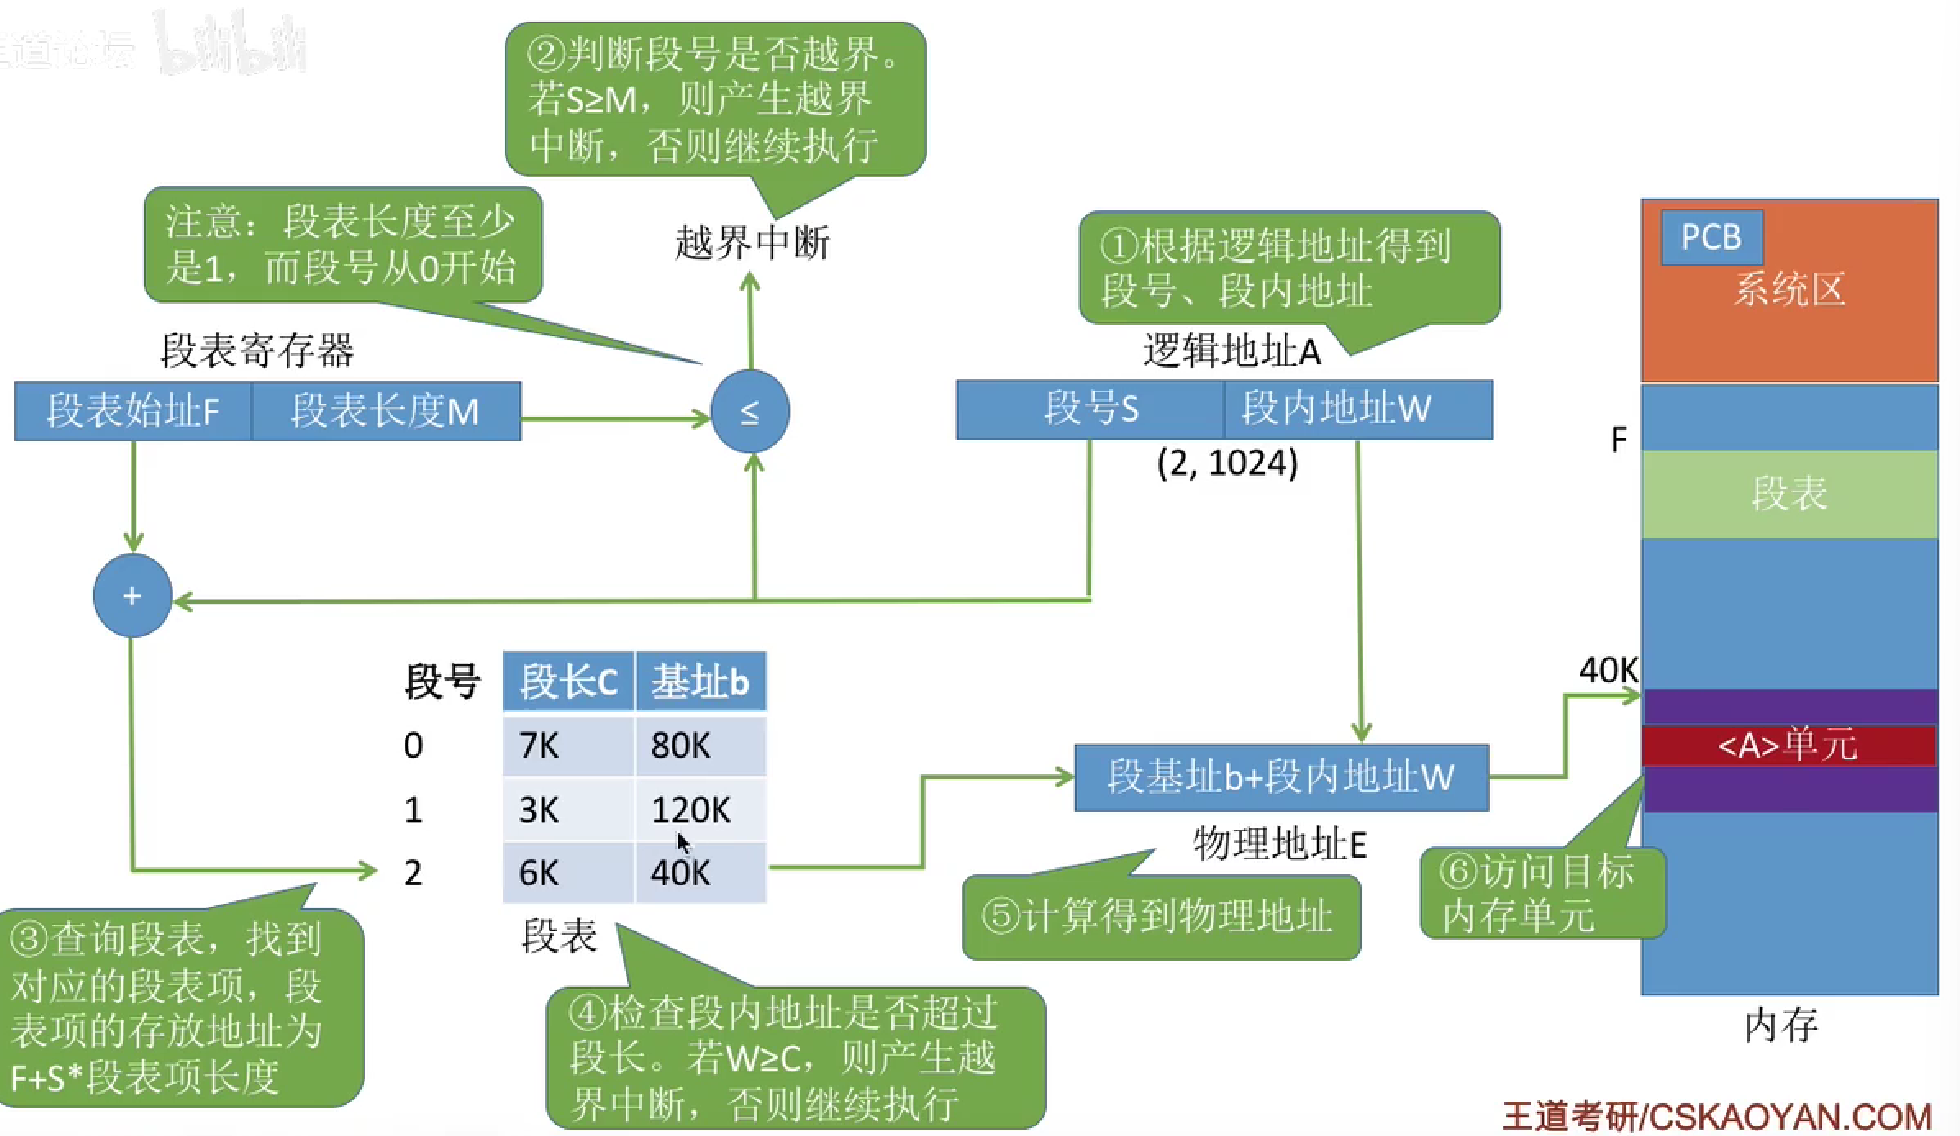 王道论坛 bilibili
②判断段号是否越界。
若S≥M，则产生越界
中断，否则继续执行
注意：段表长度至少
是1，而段号从0开始
越界中断
①根据逻辑地址得到
段号、段内地址
PCB
系统区
段表寄存器
逻辑地址A
段表始址F
段表长度M
≤
段号S
段内地址W
(2, 1024)
F
段表
+
40K
段号
段长C
基址b
0
7K
80K
1
3K
120K
2
6K
40K
段表
<A>单元
段基址b+段内地址W
物理地址E
③查询段表，找到
对应的段表项，段
表项的存放地址为
F+S*段表项长度
④检查段内地址是否超过
段长。若W≥C，则产生越
界中断，否则继续执行
⑤计算得到物理地址
⑥访问目标
内存单元
内存
王道考研/CSKAOYAN.COM